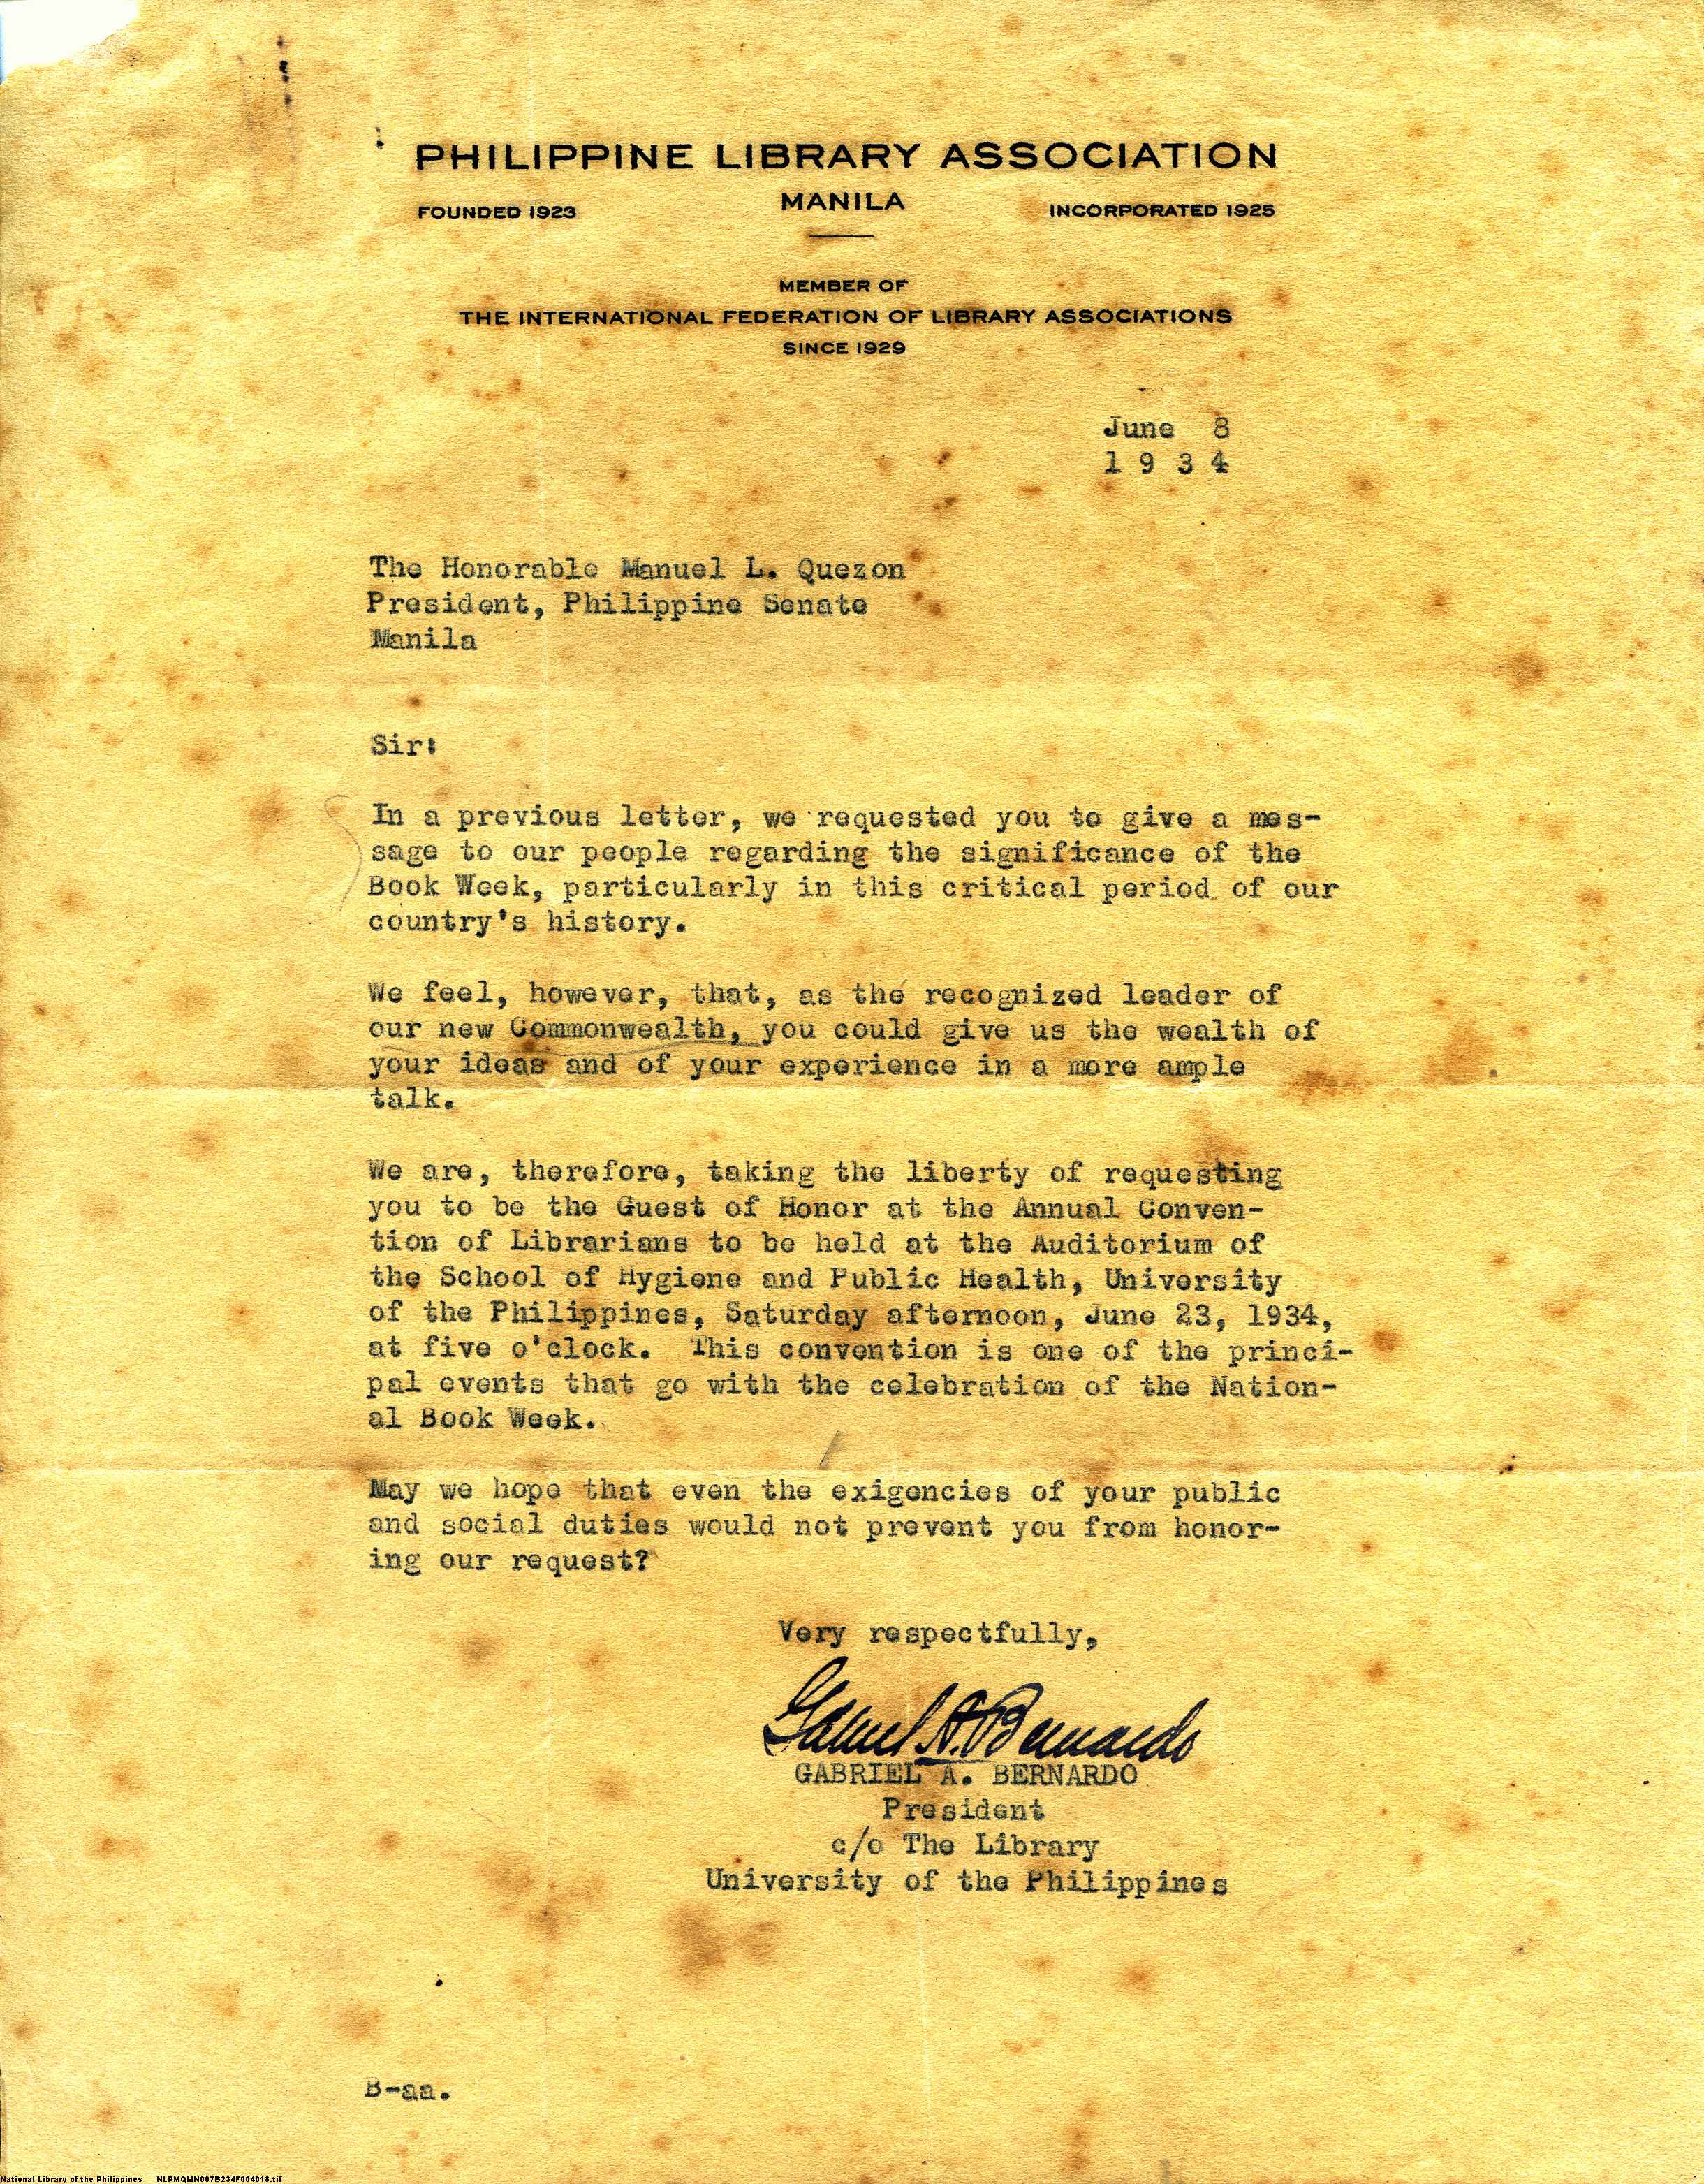 PHILIPPINE LIBRARY ASSOCIATION
FOUNDED 1923 MANILA INCORPORATED 1925
MEMBER OF
THE INTERNATIONAL FEDERATION OF LIBRARY ASSOCIATIONS
SINCE 1929
June 8
1 9 3 4
The Honorable Manuel L. Quezon
President, Philippine Senate
Manila
Sir:
In a previous letter, we requested you to give a mes-
sage to our people regarding the significance of the
Book Week, particularly in this critical period of our
country's history.
We feel, however, that, as the recognized leader of
our new Commonwealth, you could give us the wealth of
your ideas and of your experience in a more ample
talk.
We are, therefore, taking the liberty of requesting
you to be the Guest of Honor at the Annual Conven-
tion of Librarians to be held at the Auditorium of
the School of Hygiene and Public Health, University
of the Philippines, Saturday afternoon, June 23, 1934,
at five o'clock. This convention is one of the princi-
pal events that go with the celebration of the Nation-
al Book Week.
May we hope that even the exigencies of your public
and social duties would not prevent you from honor-
ing our request?
Very respectfully,
Gabriel A. Bernardo
GABRIEL A. BERNARDO
President
c/o The Library
University of the Philippines
B-aa.
National Library of the Philippines NLPMQMN007B234F004018.tif